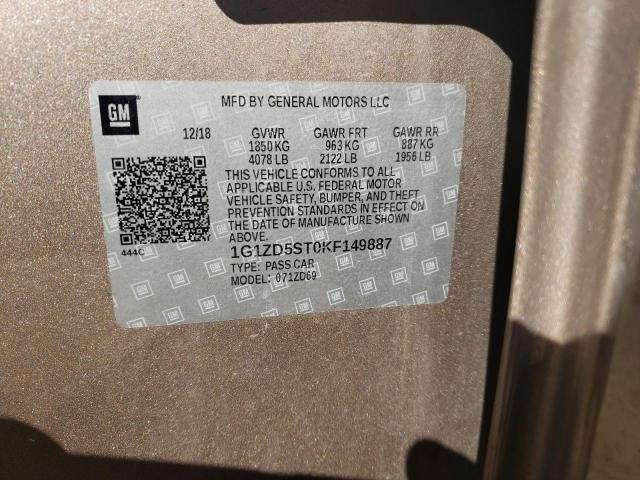 GM
MFD BY GENERAL MOTORS LLC
12/18 GVWR GAWR FRT GAWR RR
1850 KG 963 KG 887 KG
4078 LB 2122 LB 1956 LB
THIS VEHICLE CONFORMS TO ALL
APPLICABLE U.S. FEDERAL MOTOR
VEHICLE SAFETY, BUMPER, AND THEFT
PREVENTION STANDARDS IN EFFECT ON
THE DATE OF MANUFACTURE SHOWN
ABOVE.
444C
1G1ZD5ST0KF149887
TYPE: PASS CAR
MODEL: 071ZD69